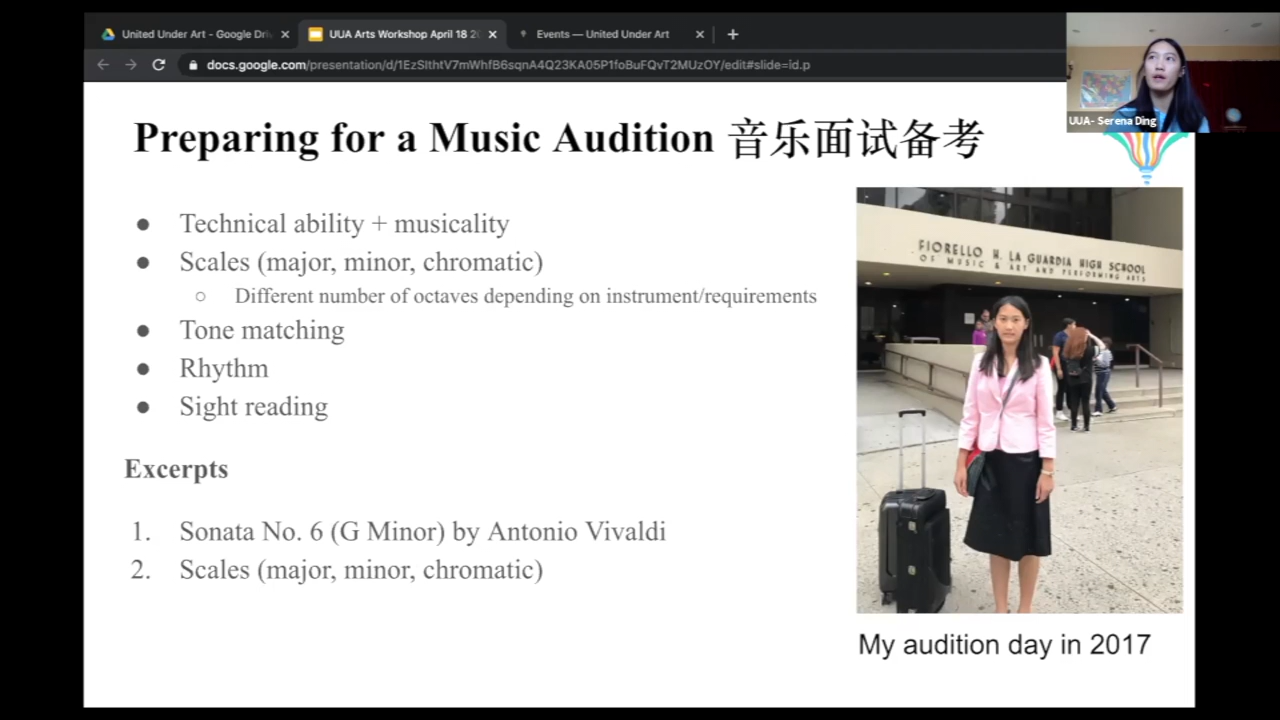 United Under Art - Google Dri
UUA Arts Workshop April 18 2
Events — United Under Art
docs.google.com/presentation/d/1EzSIthtV7mWhfB6sqnA4Q23KA05P1foBuFQvT2MUzOY/edit#slide=id.p
UUA- Serena Ding
Preparing for a Music Audition 音乐面试备考
● Technical ability + musicality
● Scales (major, minor, chromatic)
○ Different number of octaves depending on instrument/requirements
● Tone matching
● Rhythm
● Sight reading
Excerpts
1. Sonata No. 6 (G Minor) by Antonio Vivaldi
2. Scales (major, minor, chromatic)
FIORELLO H. LA GUARDIA HIGH SCHOOL
OF MUSIC & ART AND PERFORMING ARTS
My audition day in 2017